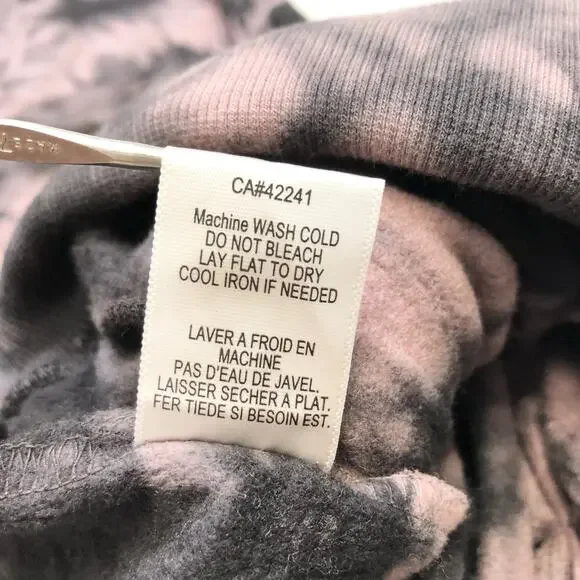 CA#42241
Machine WASH COLD
DO NOT BLEACH
LAY FLAT TO DRY
COOL IRON IF NEEDED
LAVER A FROID EN
MACHINE
PAS D'EAU DE JAVEL.
LAISSER SECHER A PLAT.
FER TIEDE SI BESOIN EST.